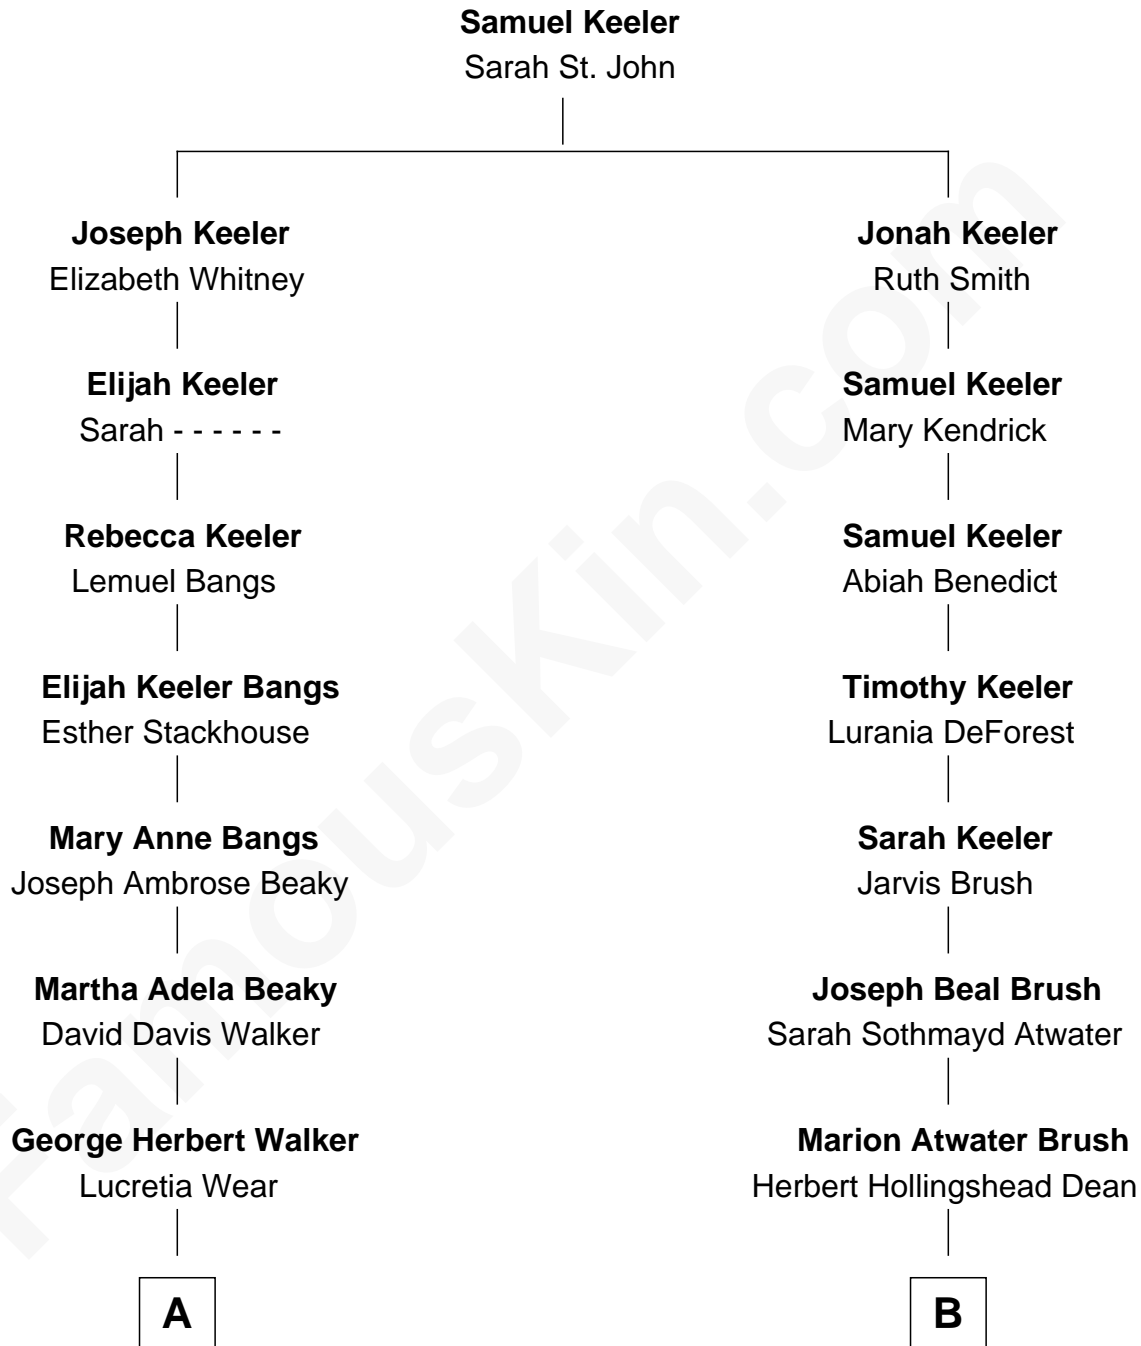 Samuel Keeler
Sarah St. John
Joseph Keeler
Elizabeth Whitney
Jonah Keeler
Ruth Smith
Elijah Keeler
Sarah - - - - - -
Samuel Keeler
Mary Kendrick
Rebecca Keeler
Lemuel Bangs
Samuel Keeler
Abiah Benedict
Elijah Keeler Bangs
Esther Stackhouse
Timothy Keeler
Lurania DeForest
Mary Anne Bangs
Joseph Ambrose Beaky
Sarah Keeler
Jarvis Brush
Martha Adela Beaky
David Davis Walker
Joseph Beal Brush
Sarah Sothmayd Atwater
George Herbert Walker
Lucretia Wear
Marion Atwater Brush
Herbert Hollingshead Dean
A
B
FamousKin.com